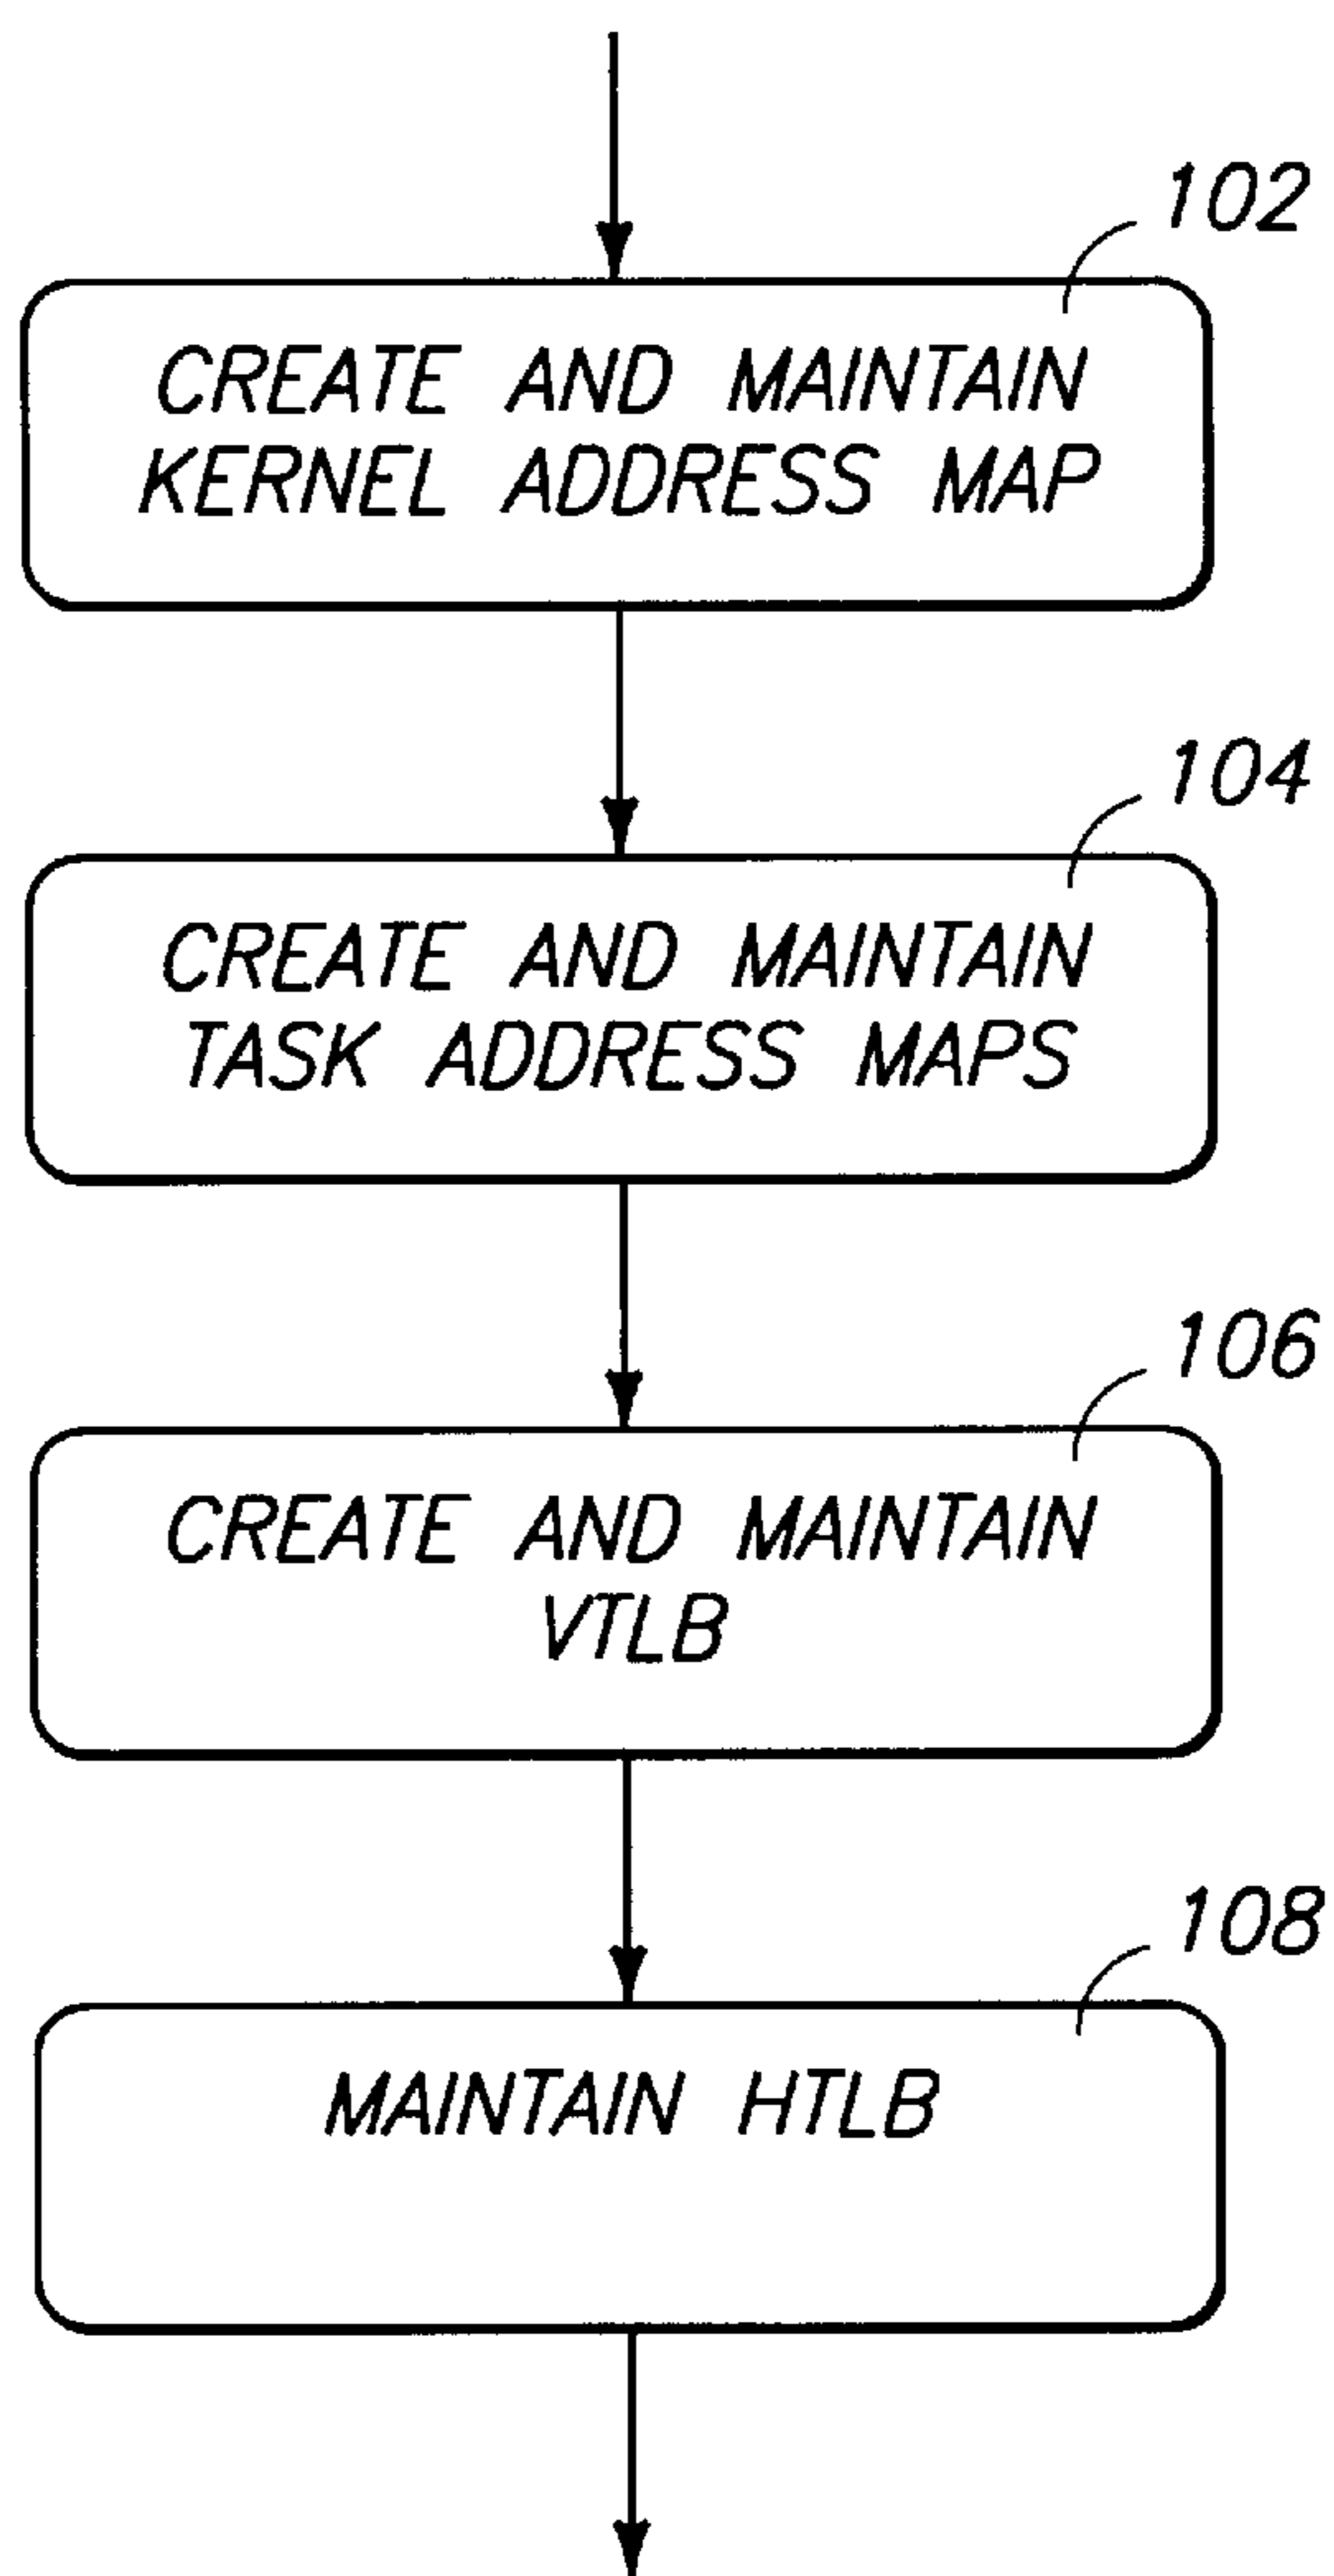 102
CREATE AND MAINTAIN
KERNEL ADDRESS MAP
104
CREATE AND MAINTAIN
TASK ADDRESS MAPS
106
CREATE AND MAINTAIN
VTLB
108
MAINTAIN HTLB